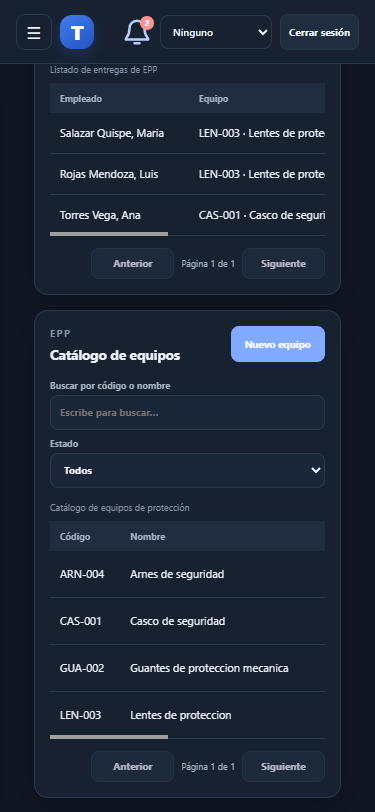 ☰ T 2 Ninguno Cerrar sesión
Listado de entregas de EPP
Empleado Equipo
Salazar Quispe, Maria LEN-003 · Lentes de prote
Rojas Mendoza, Luis LEN-003 · Lentes de prote
Torres Vega, Ana CAS-001 · Casco de seguri
Anterior Página 1 de 1 Siguiente
EPP
Catálogo de equipos
Nuevo equipo
Buscar por código o nombre
Escribe para buscar...
Estado
Todos
Catálogo de equipos de protección
Código Nombre
ARN-004 Arnes de seguridad
CAS-001 Casco de seguridad
GUA-002 Guantes de proteccion mecanica
LEN-003 Lentes de proteccion
Anterior Página 1 de 1 Siguiente